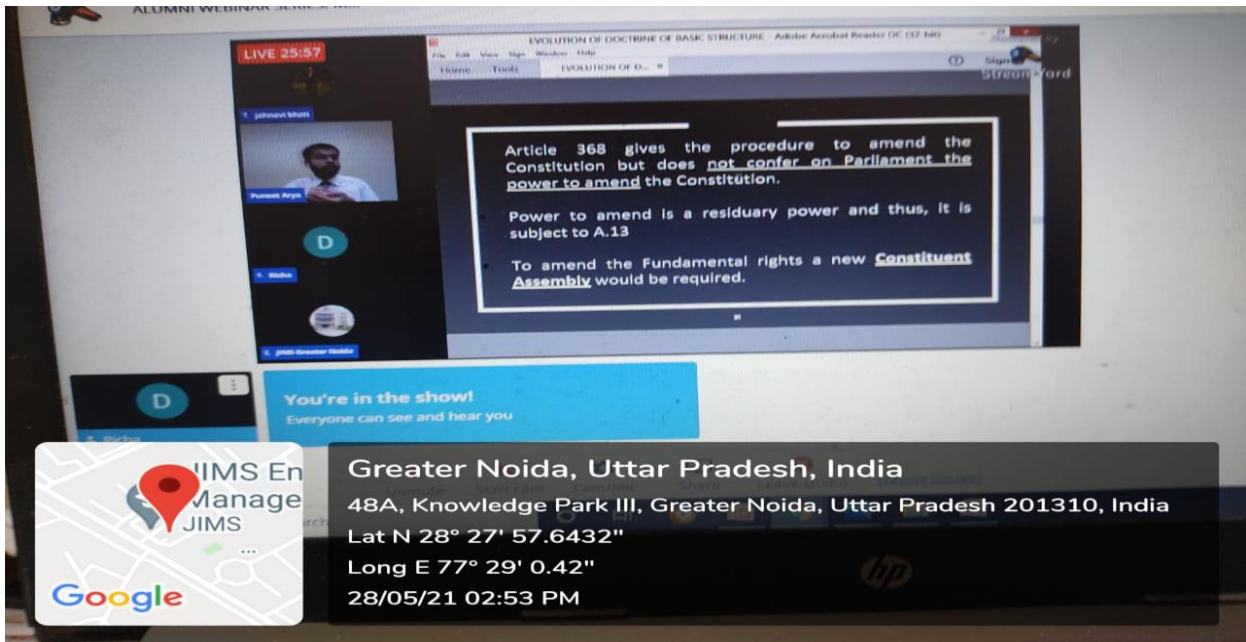 ALUMNI WEBINAR SERIES:
LIVE 25:57
EVOLUTION OF DOCTRINE OF BASIC STRUCTURE - Adobe Acrobat Reader DC (32-bit)
File Edit View Sign Window Help
Home Tools EVOLUTION OF D...
Sign
StreamYard
jahnavi bhati
Puneet Arya
D
Richa
JIMS Greater Noida
Article 368 gives the procedure to amend the
Constitution but does not confer on Parliament the
power to amend the Constitution.
Power to amend is a residuary power and thus, it is
subject to A.13
To amend the Fundamental rights a new Constituent
Assembly would be required.
D
Richa
You're in the show!
Everyone can see and hear you
JIMS En
Manage
JIMS
Google
Greater Noida, Uttar Pradesh, India
48A, Knowledge Park III, Greater Noida, Uttar Pradesh 201310, India
Lat N 28° 27' 57.6432"
Long E 77° 29' 0.42"
28/05/21 02:53 PM
hp